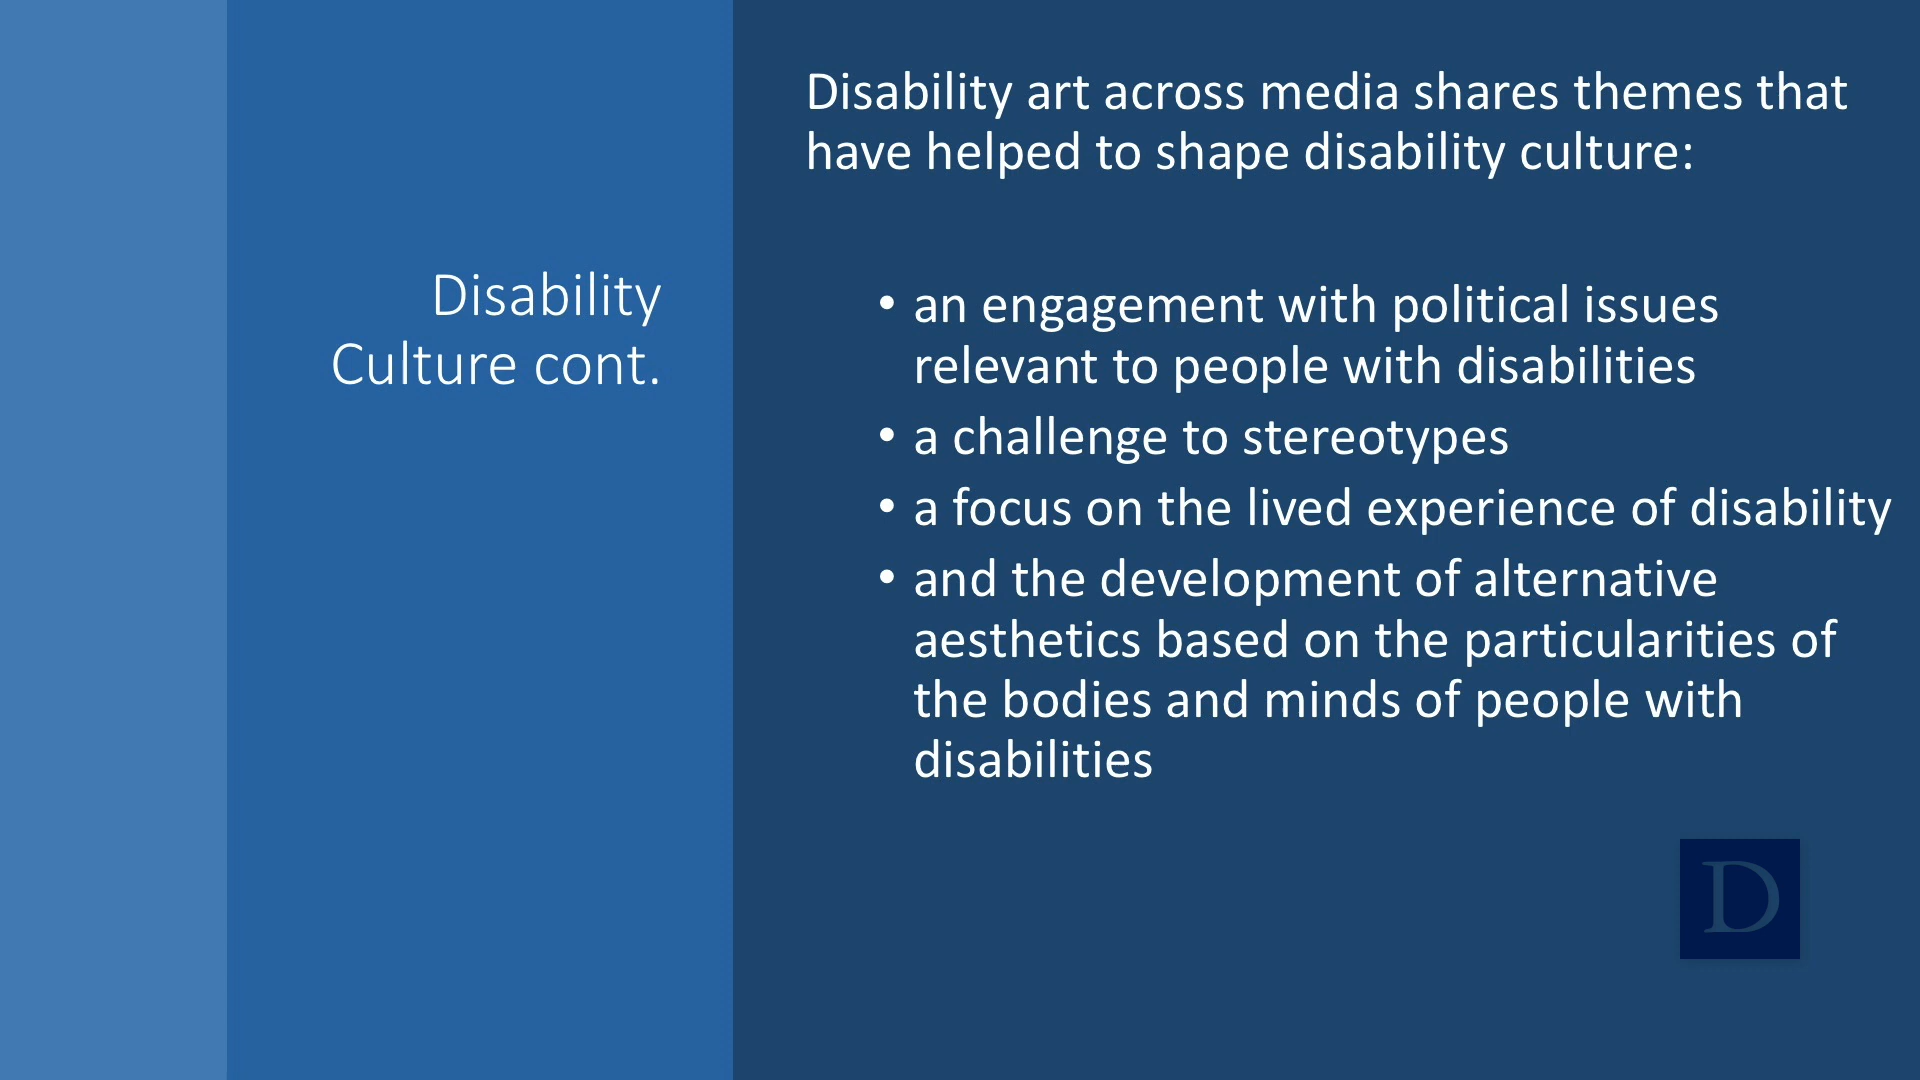 Disability
Culture cont.
Disability art across media shares themes that
have helped to shape disability culture:
• an engagement with political issues
relevant to people with disabilities
• a challenge to stereotypes
• a focus on the lived experience of disability
• and the development of alternative
aesthetics based on the particularities of
the bodies and minds of people with
disabilities
D